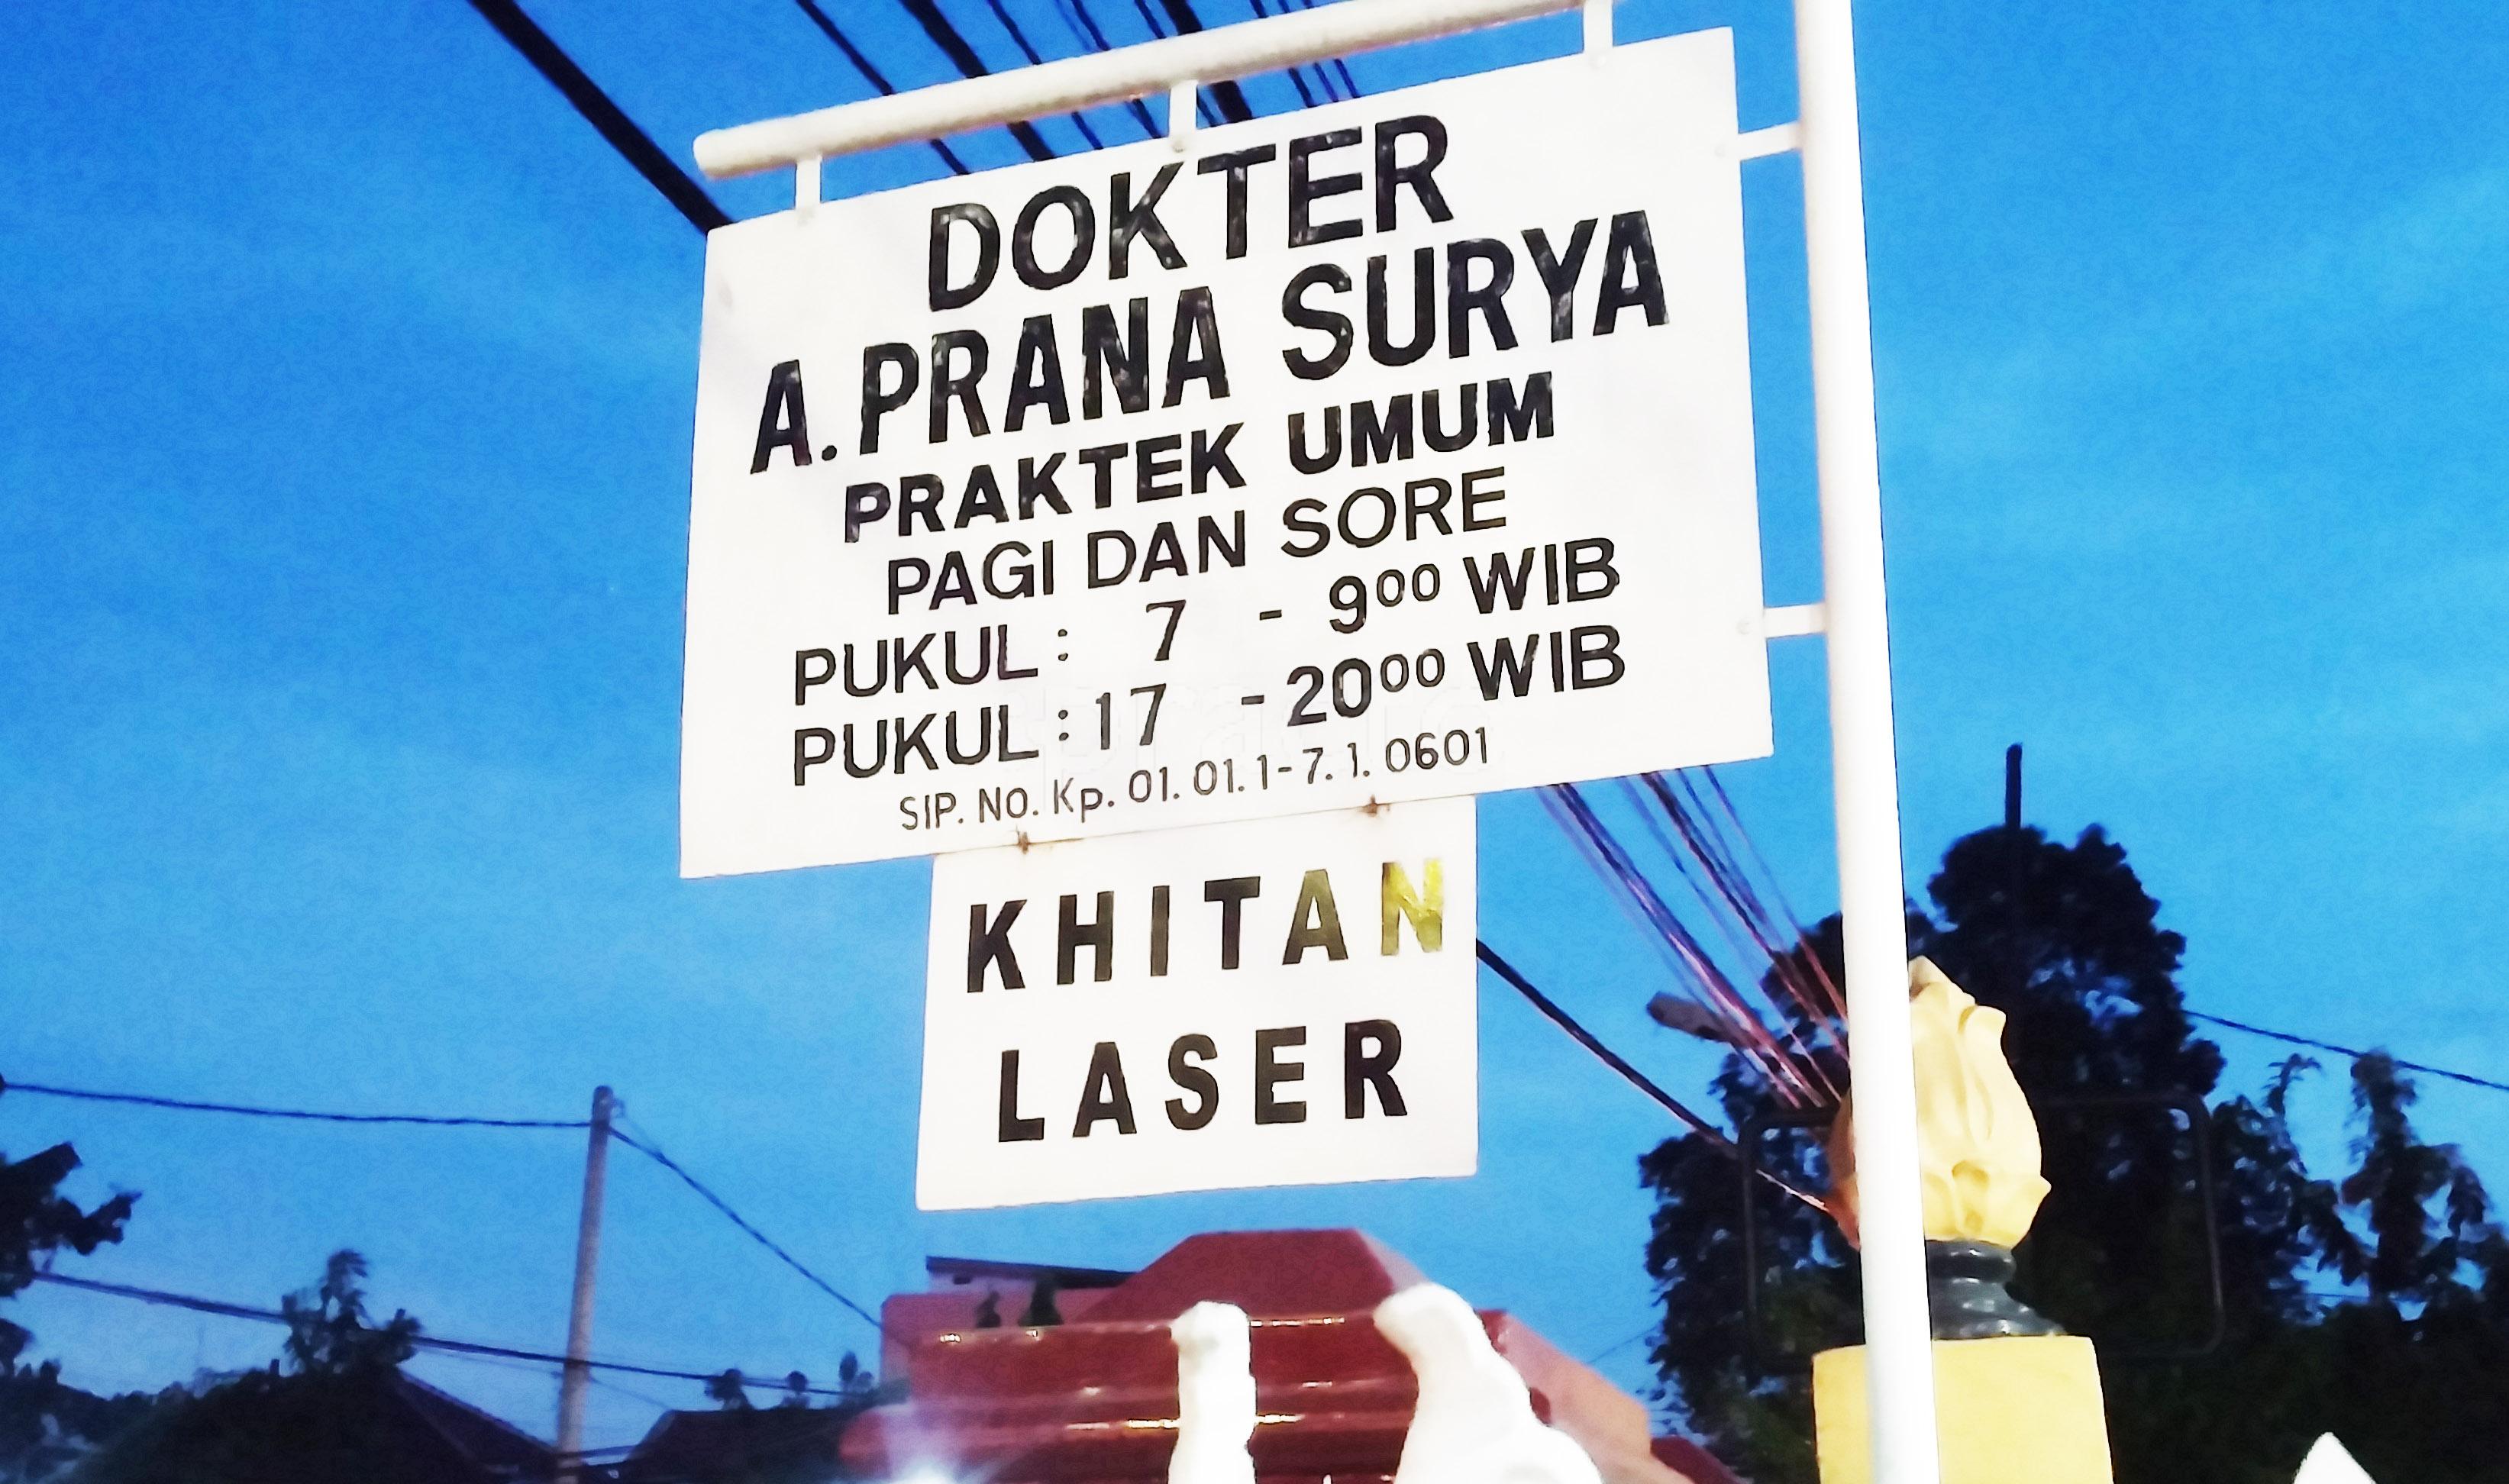 DOKTER
A. PRANA SURYA
PRAKTEK UMUM
PAGI DAN SORE
PUKUL : 7 - 9⁰⁰ WIB
PUKUL : 17 - 20⁰⁰ WIB
SIP. NO. Kp. 01. 01. 1-7. 1. 0601
KHITAN
LASER